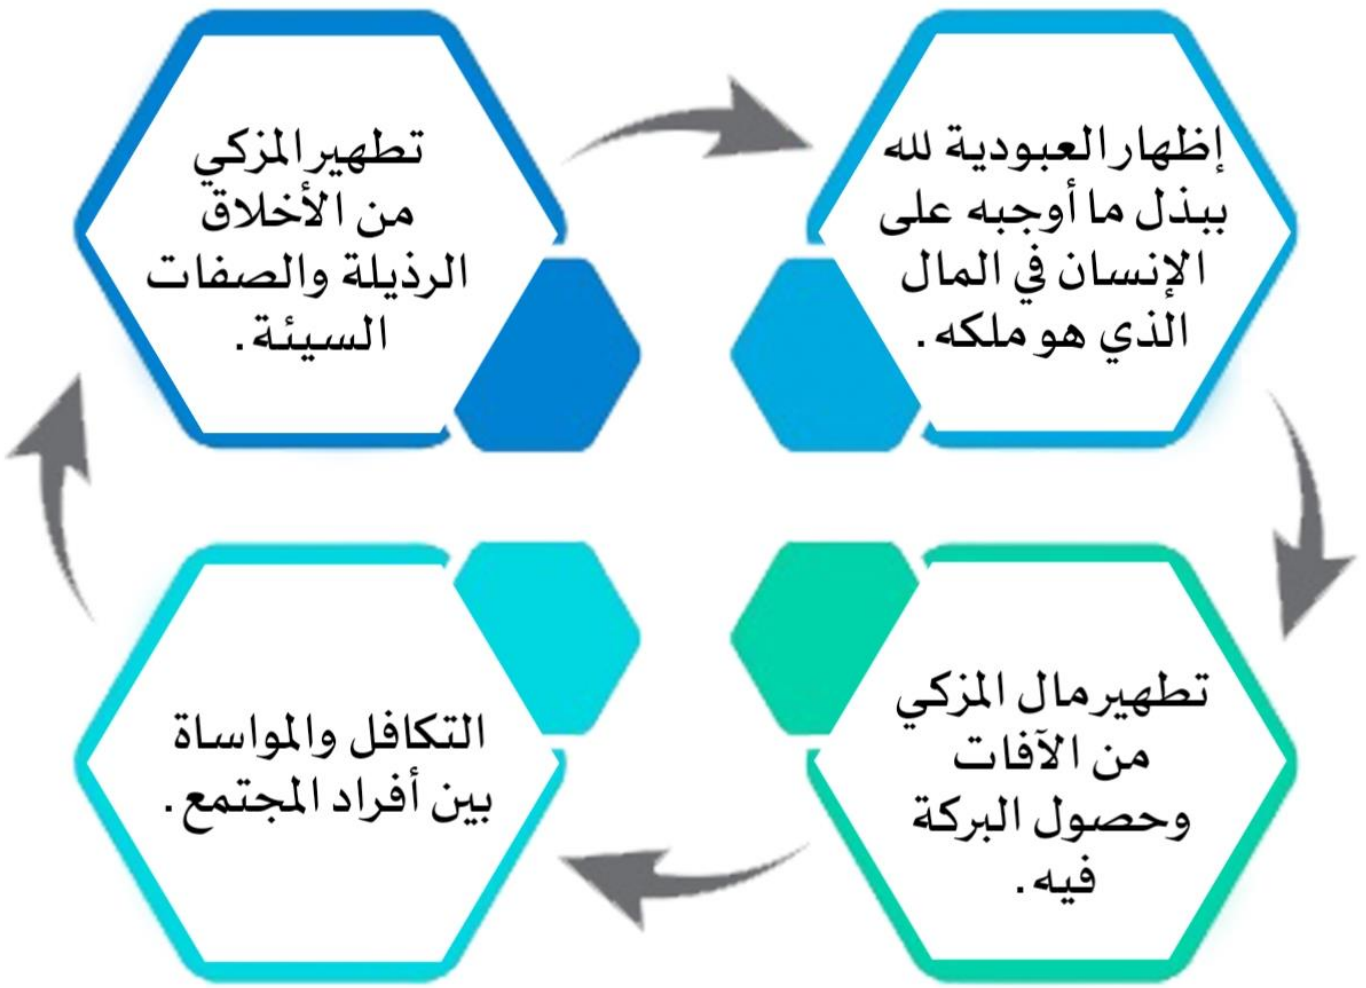 إظهار العبودية لله
ببذل ما أوجبه على
الإنسان في المال
الذي هو ملكه.
تطهير المزكي
من الأخلاق
الرذيلة والصفات
السيئة.
تطهير مال المزكي
من الآفات
وحصول البركة
فيه.
التكافل والمواساة
بين أفراد المجتمع.